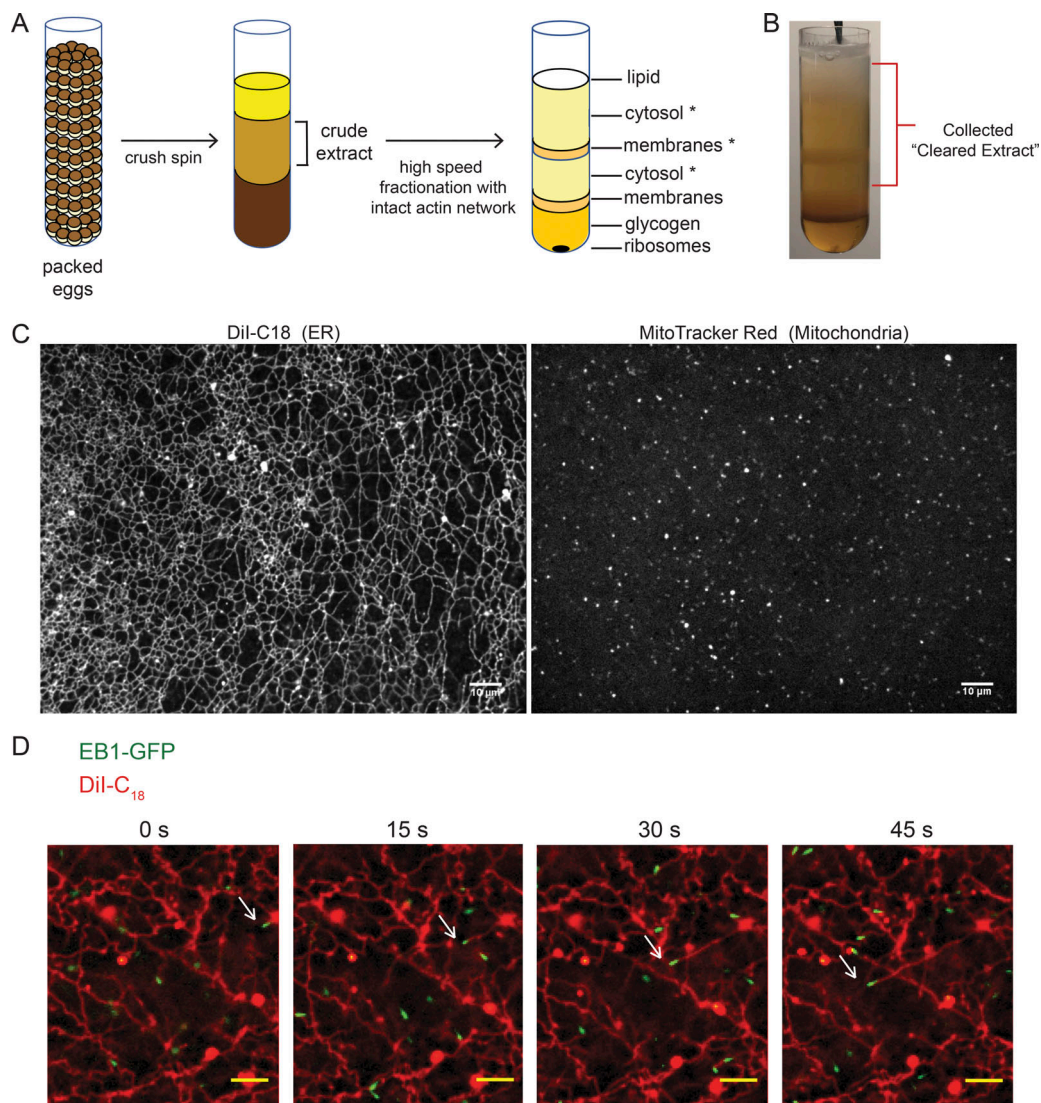 A
B
crush spin
packed
eggs
crude
extract
high speed
fractionation with
intact actin network
lipid
cytosol *
membranes *
cytosol *
membranes
glycogen
ribosomes
Collected
“Cleared Extract”
C
DiI-C18 (ER)
MitoTracker Red (Mitochondria)
10 µm
10 µm
D
EB1-GFP
DiI-C18
0 s
15 s
30 s
45 s